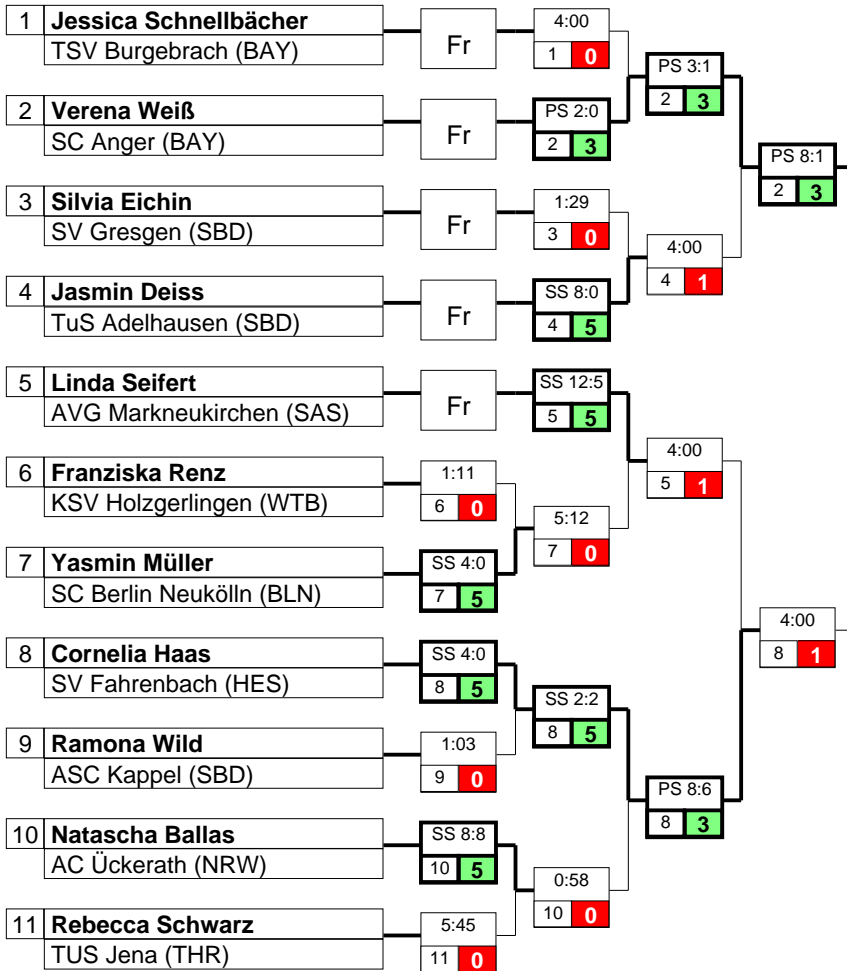 1 Jessica Schnellbächer
TSV Burgebrach (BAY)
Fr
4:00
1 0
PS 3:1
2 3
2 Verena Weiß
SC Anger (BAY)
Fr
PS 2:0
2 3
PS 8:1
2 3
3 Silvia Eichin
SV Gresgen (SBD)
Fr
1:29
3 0
4:00
4 1
4 Jasmin Deiss
TuS Adelhausen (SBD)
Fr
SS 8:0
4 5
5 Linda Seifert
AVG Markneukirchen (SAS)
Fr
SS 12:5
5 5
4:00
5 1
6 Franziska Renz
KSV Holzgerlingen (WTB)
1:11
6 0
5:12
7 0
7 Yasmin Müller
SC Berlin Neukölln (BLN)
SS 4:0
7 5
4:00
8 1
8 Cornelia Haas
SV Fahrenbach (HES)
SS 4:0
8 5
SS 2:2
8 5
9 Ramona Wild
ASC Kappel (SBD)
1:03
9 0
PS 8:6
8 3
10 Natascha Ballas
AC Ückerath (NRW)
SS 8:8
10 5
0:58
10 0
11 Rebecca Schwarz
TUS Jena (THR)
5:45
11 0